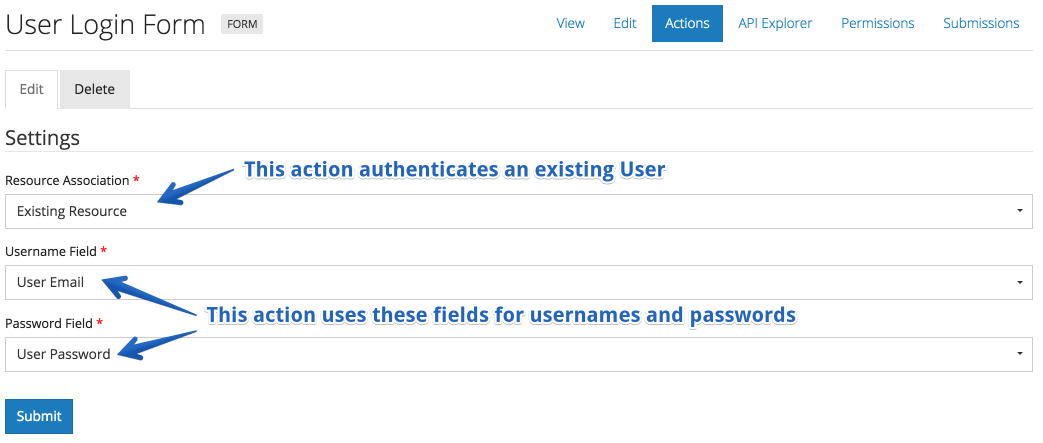 User Login Form FORM View Edit Actions API Explorer Permissions Submissions
Edit Delete
Settings
This action authenticates an existing User
Resource Association *
Existing Resource
Username Field *
User Email
This action uses these fields for usernames and passwords
Password Field *
User Password
Submit